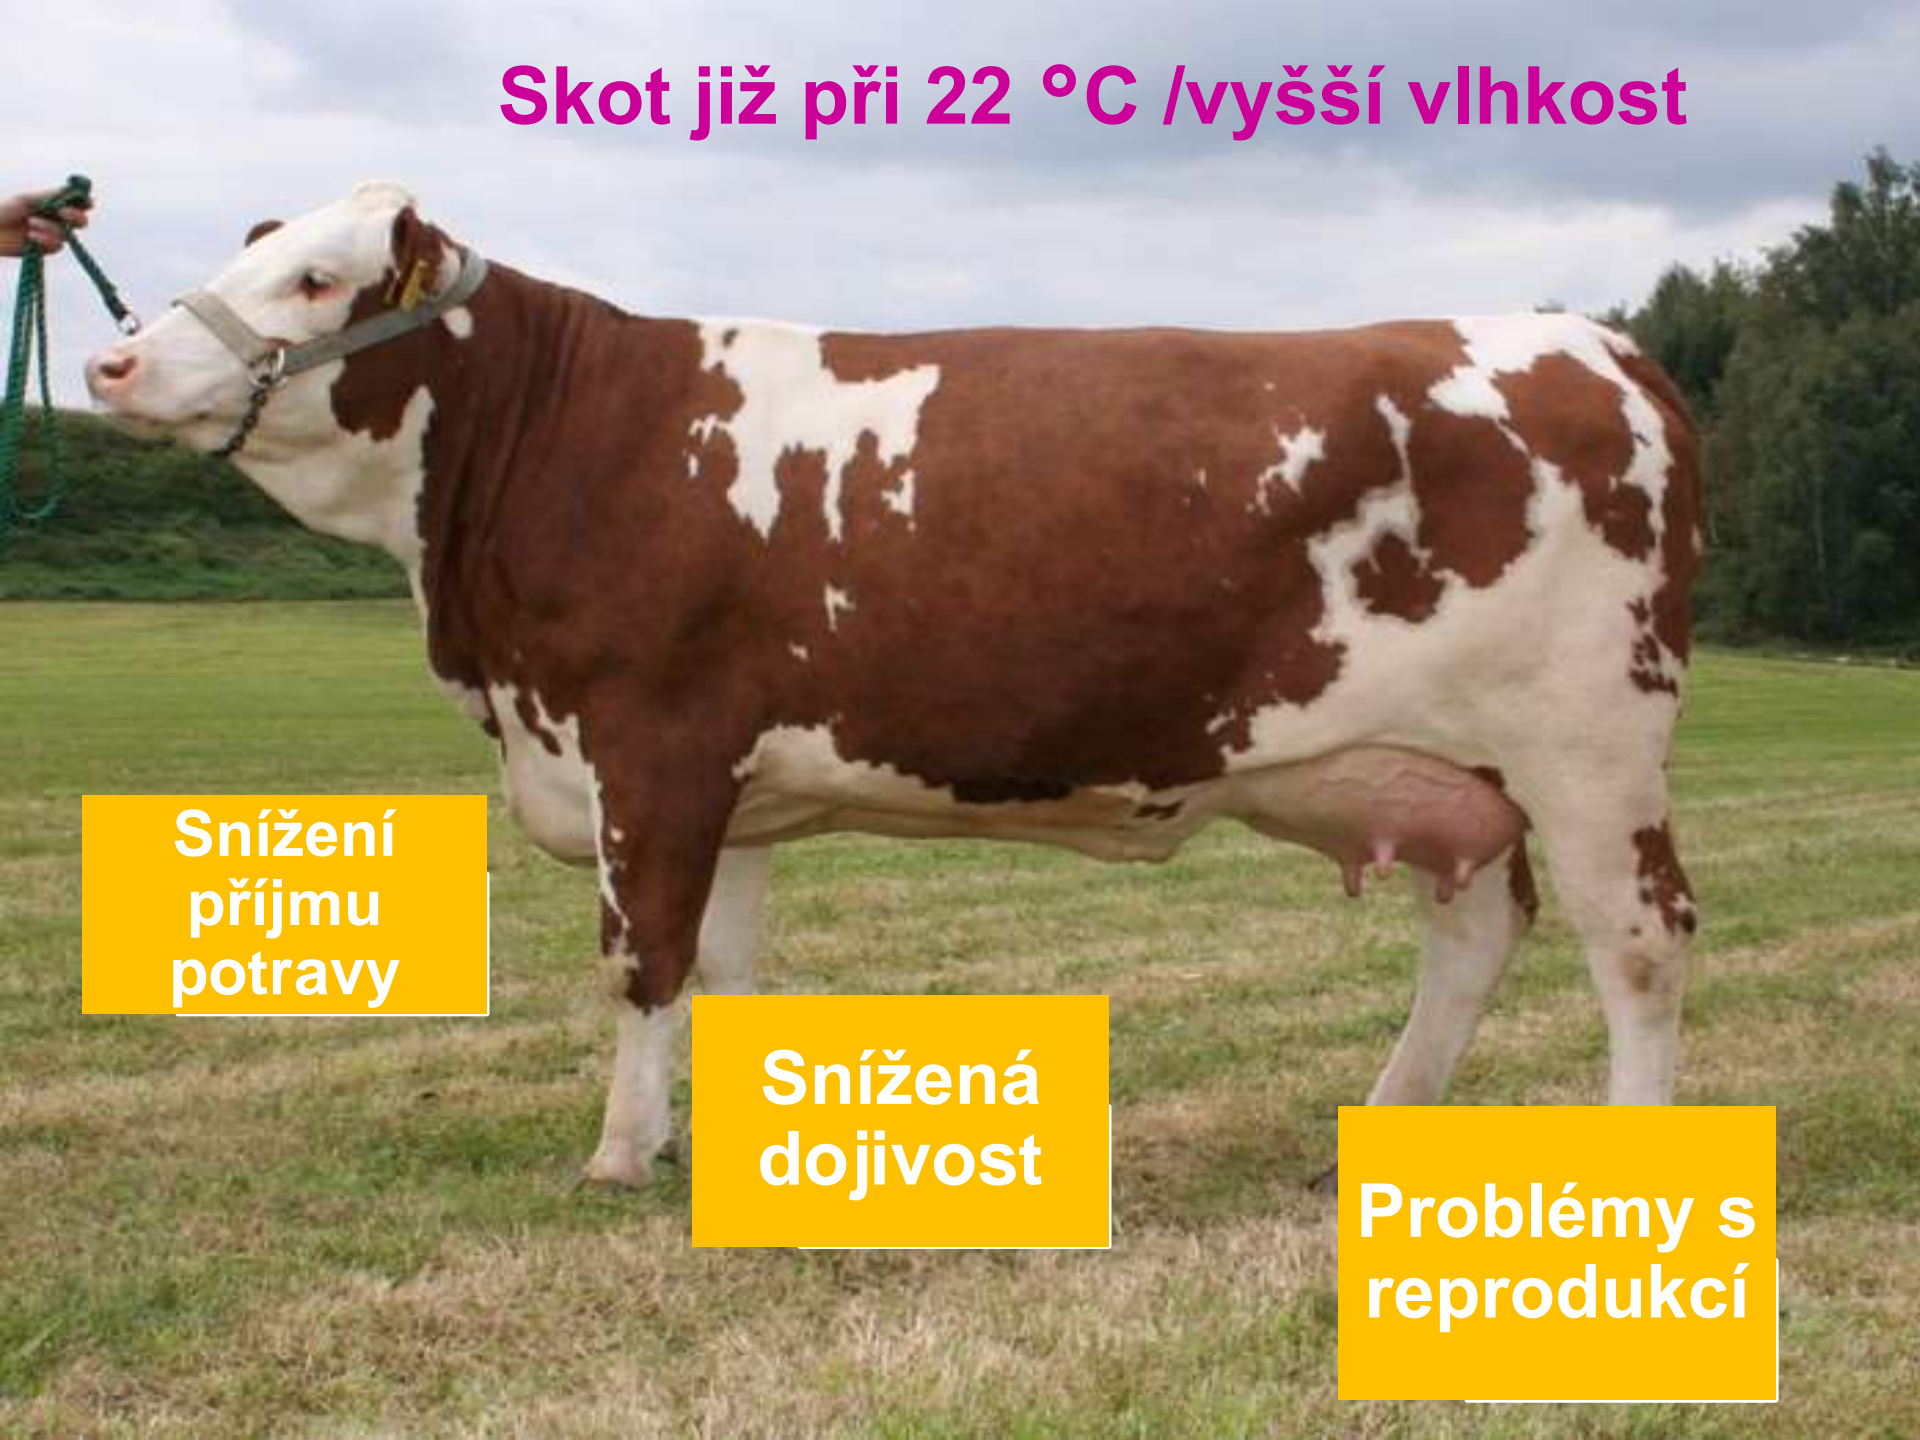 Skot již při 22 °C /vyšší vlhkost
Snížení
příjmu
potravy
Snížená
dojivost
Problémy s
reprodukcí